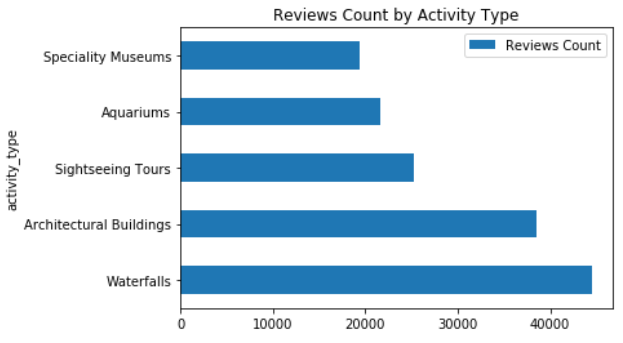 Reviews Count by Activity Type
Reviews Count
Speciality Museums
Aquariums
Sightseeing Tours
Architectural Buildings
Waterfalls
activity_type
0 10000 20000 30000 40000